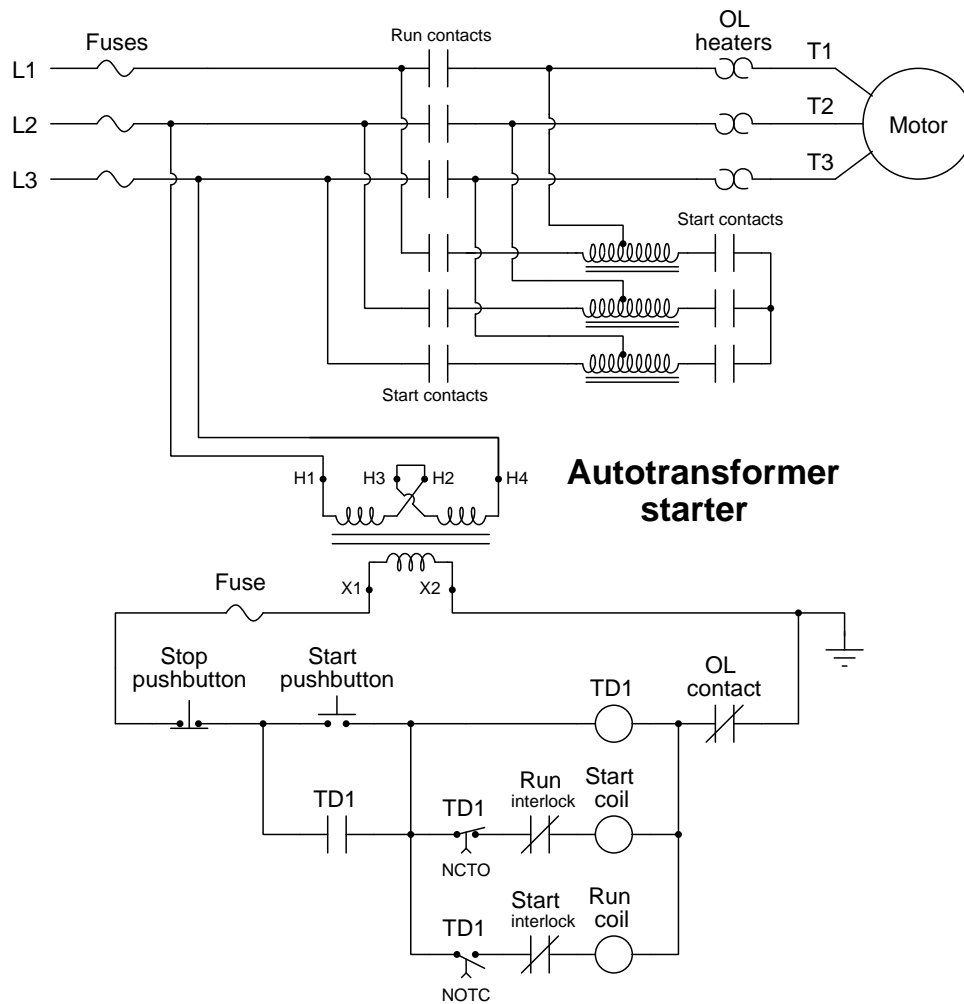 Fuses
Run contacts
OL
heaters
L1
T1
L2
T2
Motor
L3
T3
Start contacts
Start contacts
H1
H3
H2
H4
Autotransformer
starter
X1
X2
Fuse
Stop
pushbutton
Start
pushbutton
TD1
OL
contact
TD1
TD1
NCTO
Run
interlock
Start
coil
TD1
NOTC
Start
interlock
Run
coil